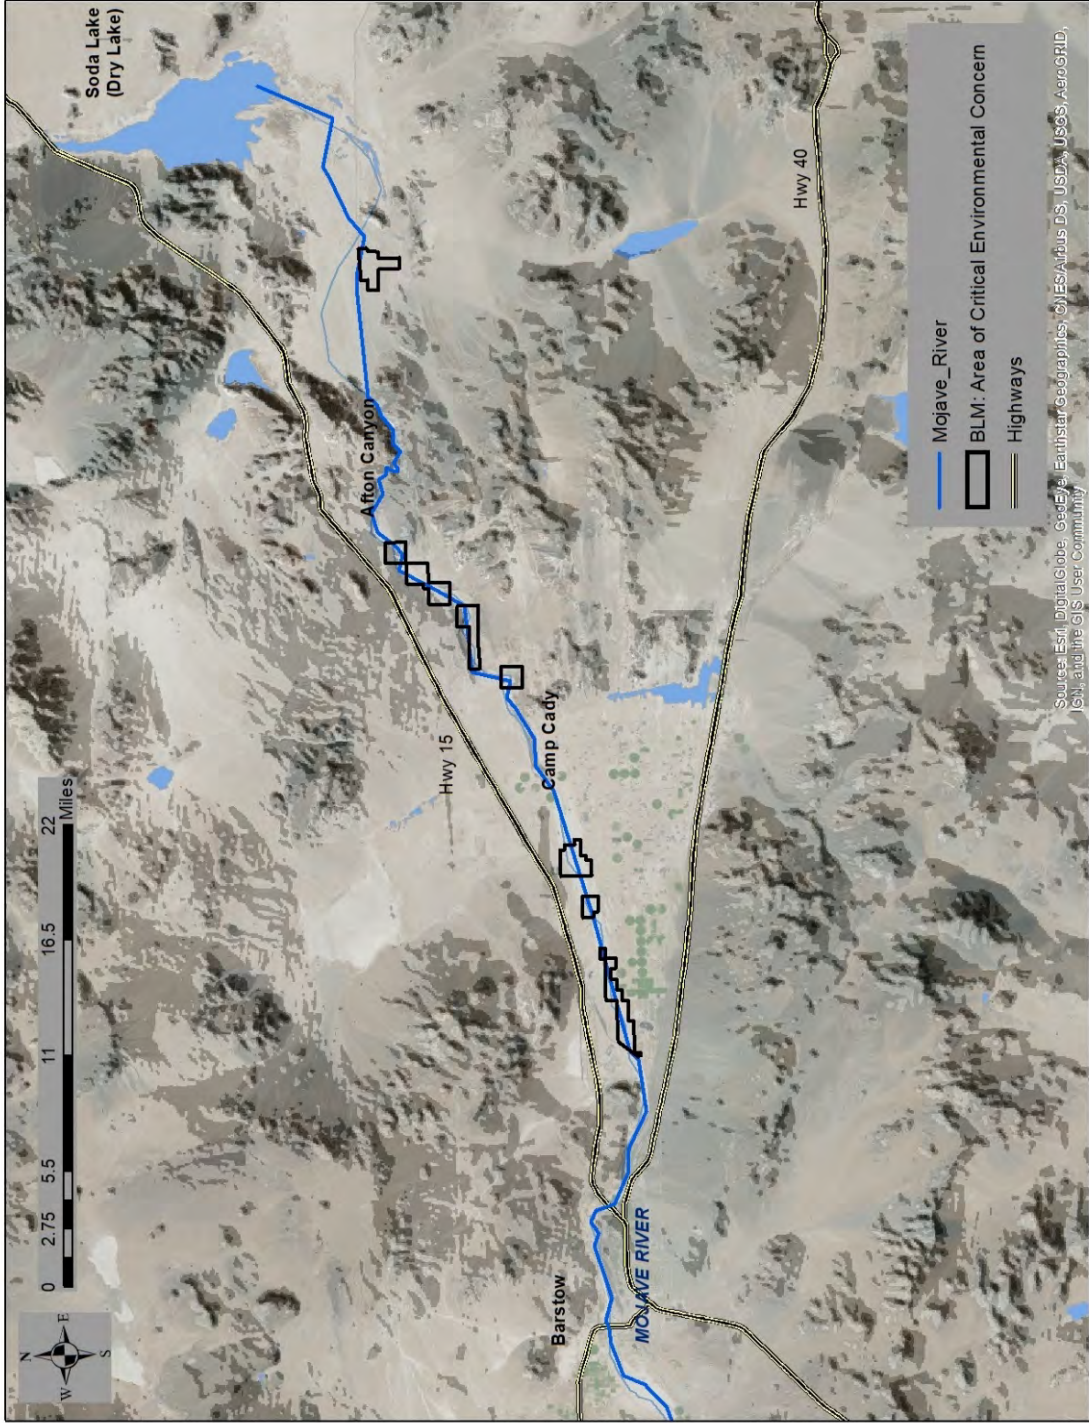 N
W E
S
0 2.75 5.5 11 16.5 22
Miles
Soda Lake
(Dry Lake)
Afton Canyon
Hwy 15
Camp Cady
Barstow
MOJAVE RIVER
Hwy 40
Mojave_River
BLM: Area of Critical Environmental Concern
Highways
Source: Esri, DigitalGlobe, GeoEye, Earthstar Geographics, CNES/Airbus DS, USDA, USGS, AeroGRID,
IGN, and the GIS User Community